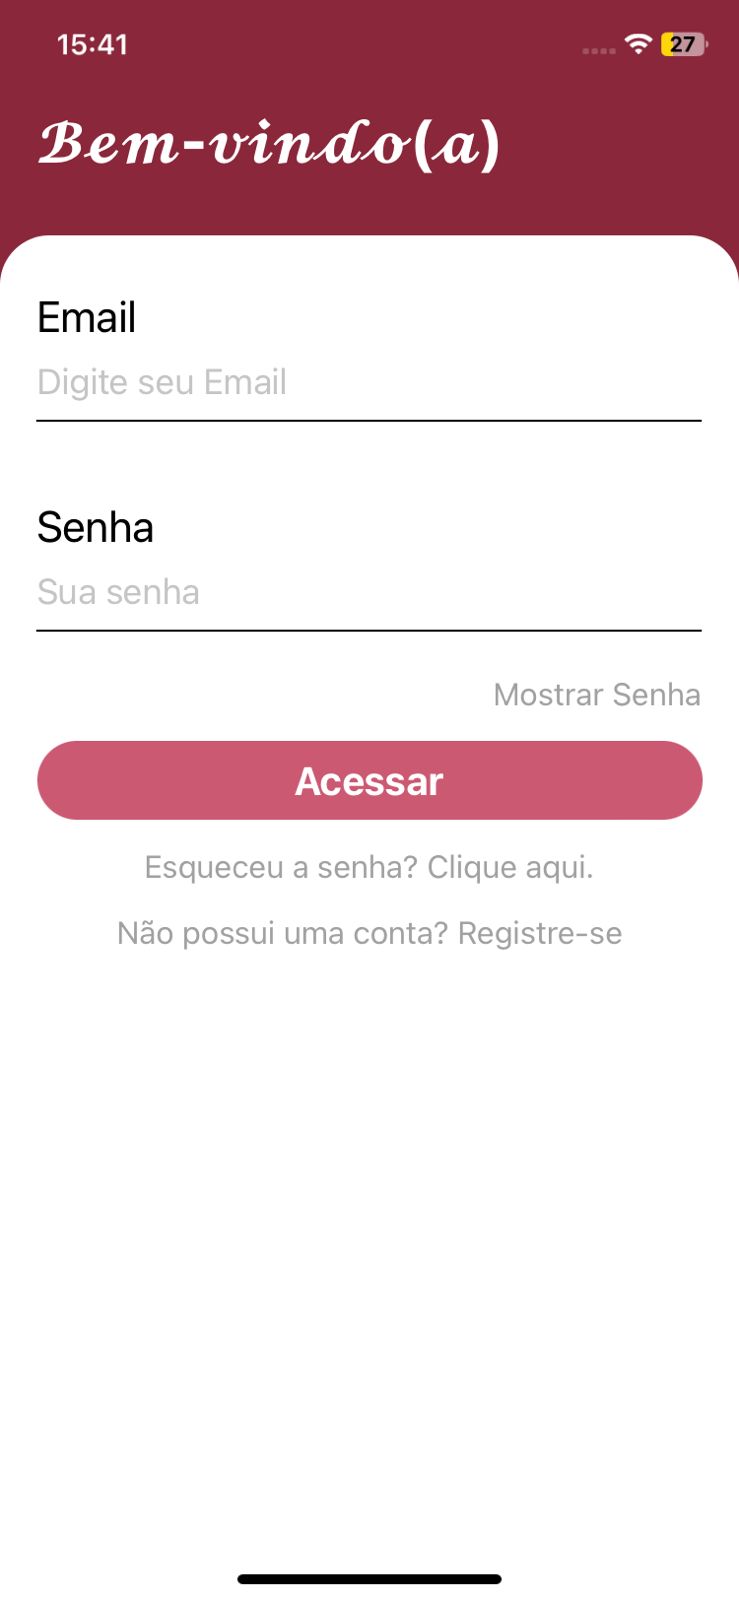 15:41
27
Bem-vindo(a)
Email
Digite seu Email
Senha
Sua senha
Mostrar Senha
Acessar
Esqueceu a senha? Clique aqui.
Não possui uma conta? Registre-se